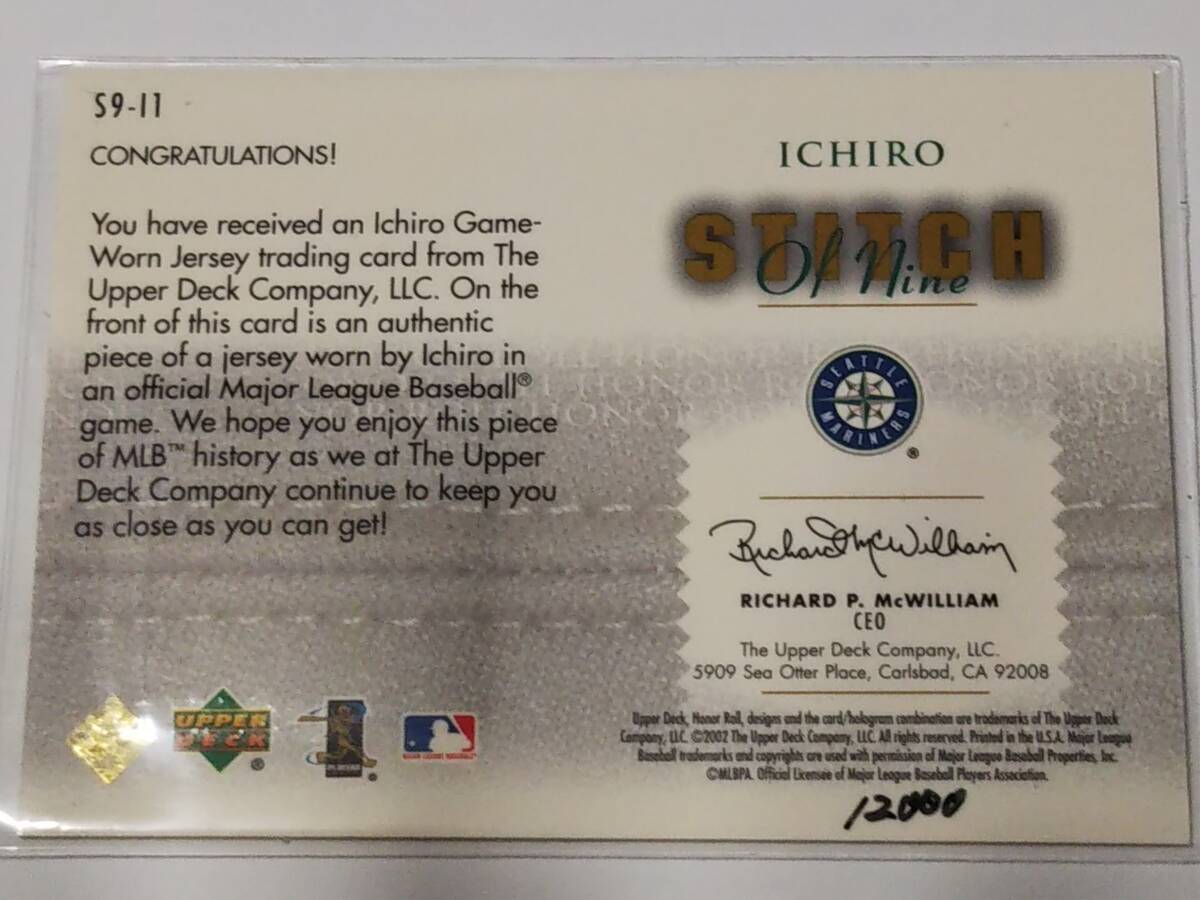 S9-I1
CONGRATULATIONS!
You have received an Ichiro Game-
Worn Jersey trading card from The
Upper Deck Company, LLC. On the
front of this card is an authentic
piece of a jersey worn by Ichiro in
an official Major League Baseball®
game. We hope you enjoy this piece
of MLB™ history as we at The Upper
Deck Company continue to keep you
as close as you can get!
ICHIRO
STITCH
Of Nine
SEATTLE
MARINERS
®
Richard McWilliam
RICHARD P. McWILLIAM
CEO
The Upper Deck Company, LLC.
5909 Sea Otter Place, Carlsbad, CA 92008
UPPER
DECK
®
®
Upper Deck, Honor Roll, designs and the card/hologram combination are trademarks of The Upper Deck
Company, LLC. ©2002 The Upper Deck Company, LLC. All rights reserved. Printed in the U.S.A. Major League
Baseball trademarks and copyrights are used with permission of Major League Baseball Properties, Inc.
©MLBPA. Official Licensee of Major League Baseball Players Association.
12000